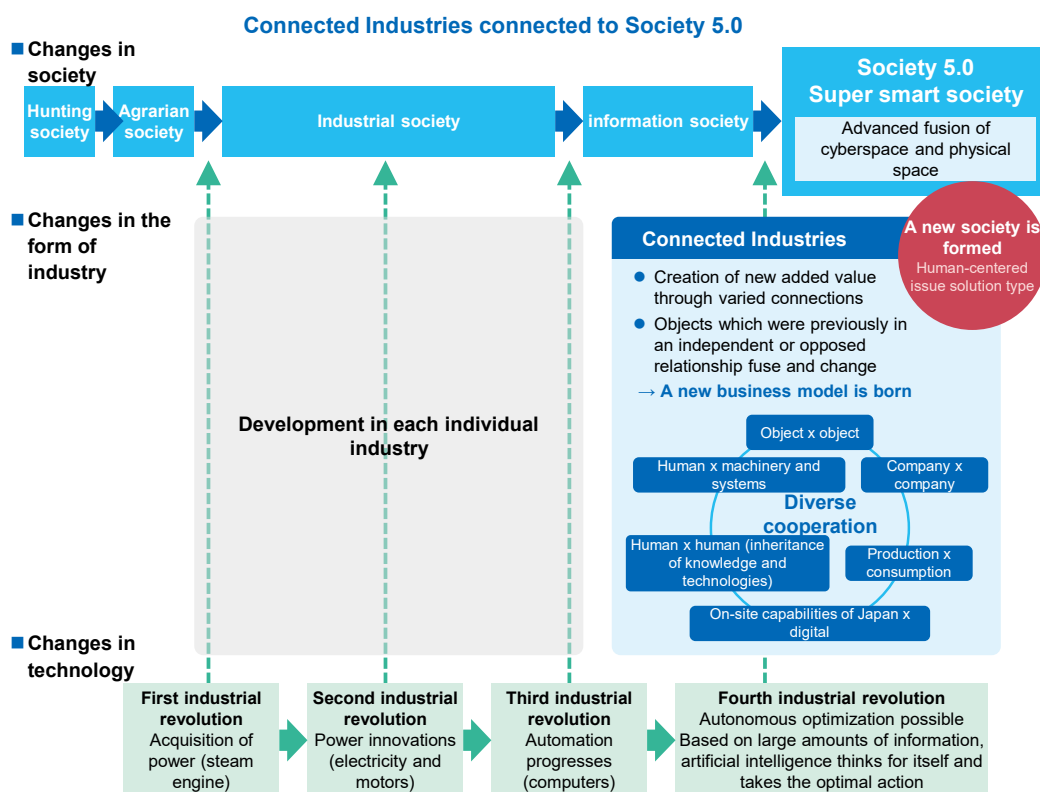 Connected Industries connected to Society 5.0
Changes in
society
Hunting
society
Agrarian
society
Industrial society
information society
Society 5.0
Super smart society
Advanced fusion of
cyberspace and physical
space
Changes in the
form of
industry
Development in each individual
industry
Connected Industries
A new society is
formed
Human-centered
issue solution type
Creation of new added value
through varied connections
Objects which were previously in
an independent or opposed
relationship fuse and change
→ A new business model is born
Object x object
Human x machinery and
systems
Company x
company
Diverse
cooperation
Human x human (inheritance
of knowledge and
technologies)
Production x
consumption
On-site capabilities of Japan x
digital
Changes in
technology
First industrial
revolution
Acquisition of
power (steam
engine)
Second industrial
revolution
Power innovations
(electricity and
motors)
Third industrial
revolution
Automation
progresses
(computers)
Fourth industrial revolution
Autonomous optimization possible
Based on large amounts of information,
artificial intelligence thinks for itself and
takes the optimal action